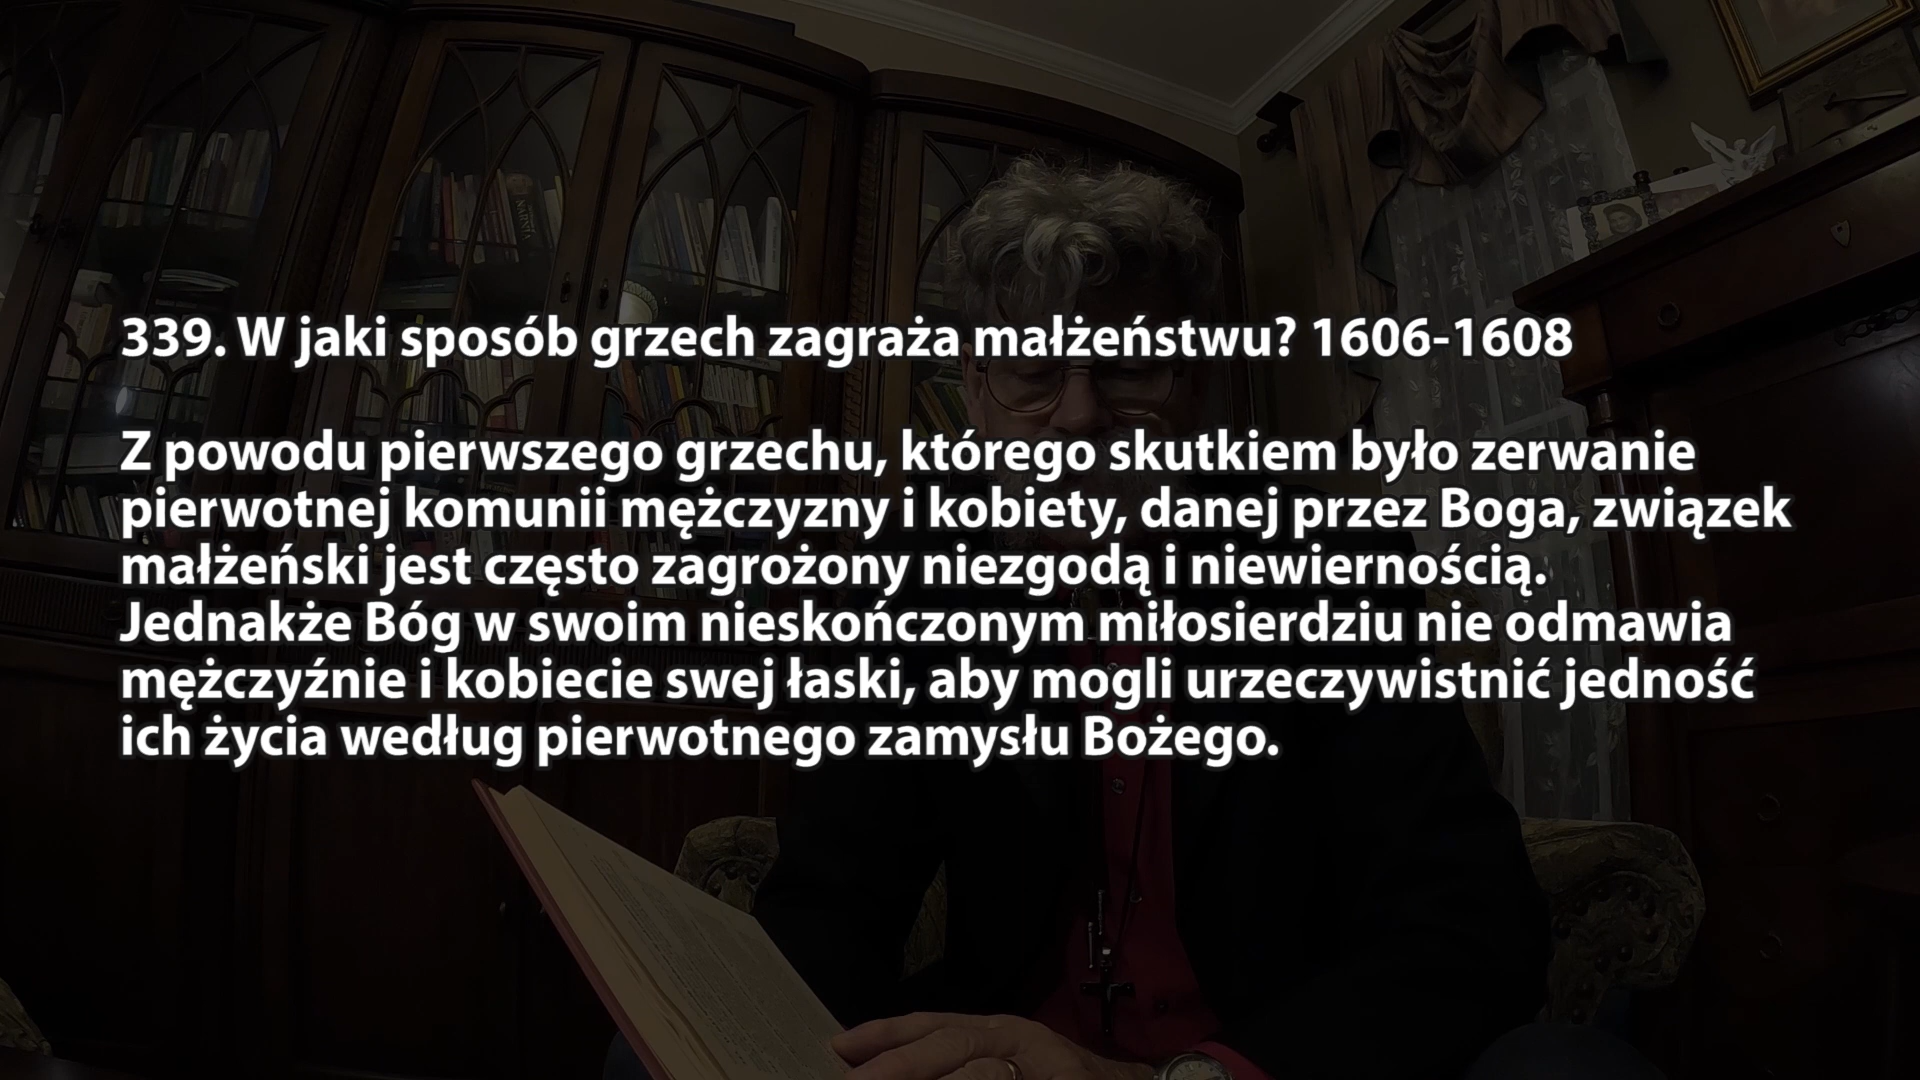 339. W jaki sposób grzech zagraża małżeństwu? 1606-1608
Z powodu pierwszego grzechu, którego skutkiem było zerwanie
pierwotnej komunii mężczyzny i kobiety, danej przez Boga, związek
małżeński jest często zagrożony niezgodą i niewiernością.
Jednakże Bóg w swoim nieskończonym miłosierdziu nie odmawia
mężczyźnie i kobiecie swej łaski, aby mogli urzeczywistnić jedność
ich życia według pierwotnego zamysłu Bożego.
NARNIA